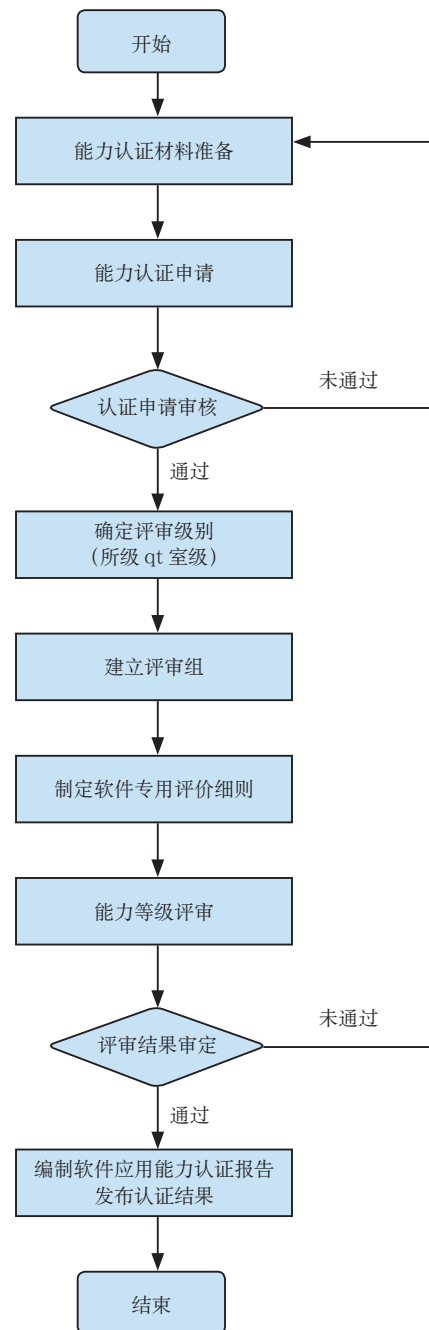 开始
能力认证材料准备
能力认证申请
认证申请审核
未通过
通过
确定评审级别
（所级 qt 室级）
建立评审组
制定软件专用评价细则
能力等级评审
评审结果审定
未通过
通过
编制软件应用能力认证报告
发布认证结果
结束